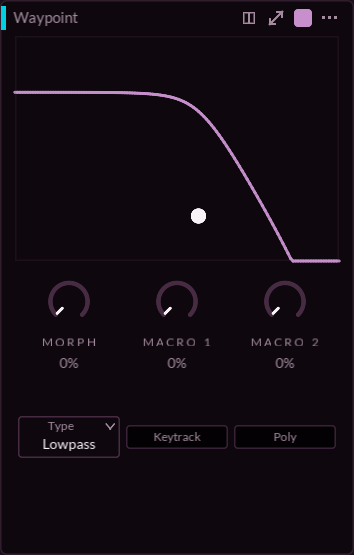 Waypoint
MORPH MACRO 1 MACRO 2
0% 0% 0%
Type
Lowpass Keytrack Poly